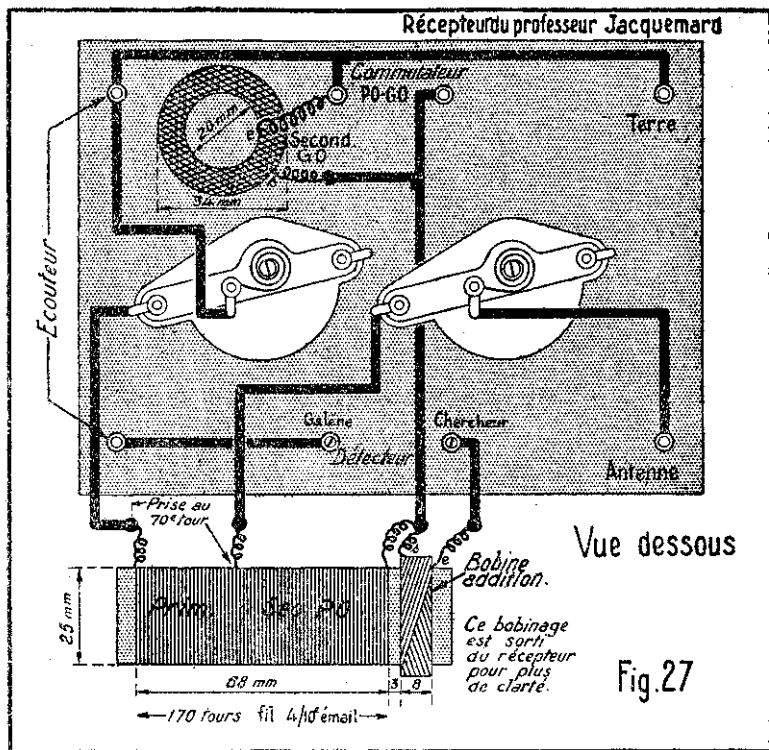 Récepteur du professeur Jacquemard
Commutateur
PO-GO
Terre
28 mm
e
Second.
GO
34 mm
Ecouteur
Galène
Chercheur
Détecteur
Antenne
Prise au
70e tour
Vue dessous
e
Bobine
addition.
Prim. Sec. PO
25 mm
Ce bobinage
est sorti
du récepteur
pour plus
de clarté.
68 mm
3
8
Fig.27
170 tours fil 4/10 émail